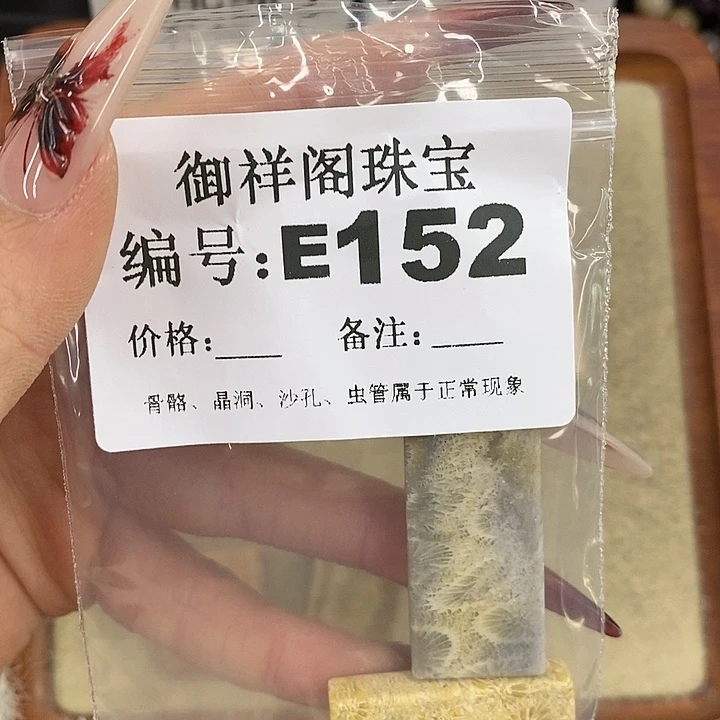 御祥阁珠宝
编号:E152
价格:____ 备注:____
骨骼、晶洞、沙孔、虫管属于正常现象